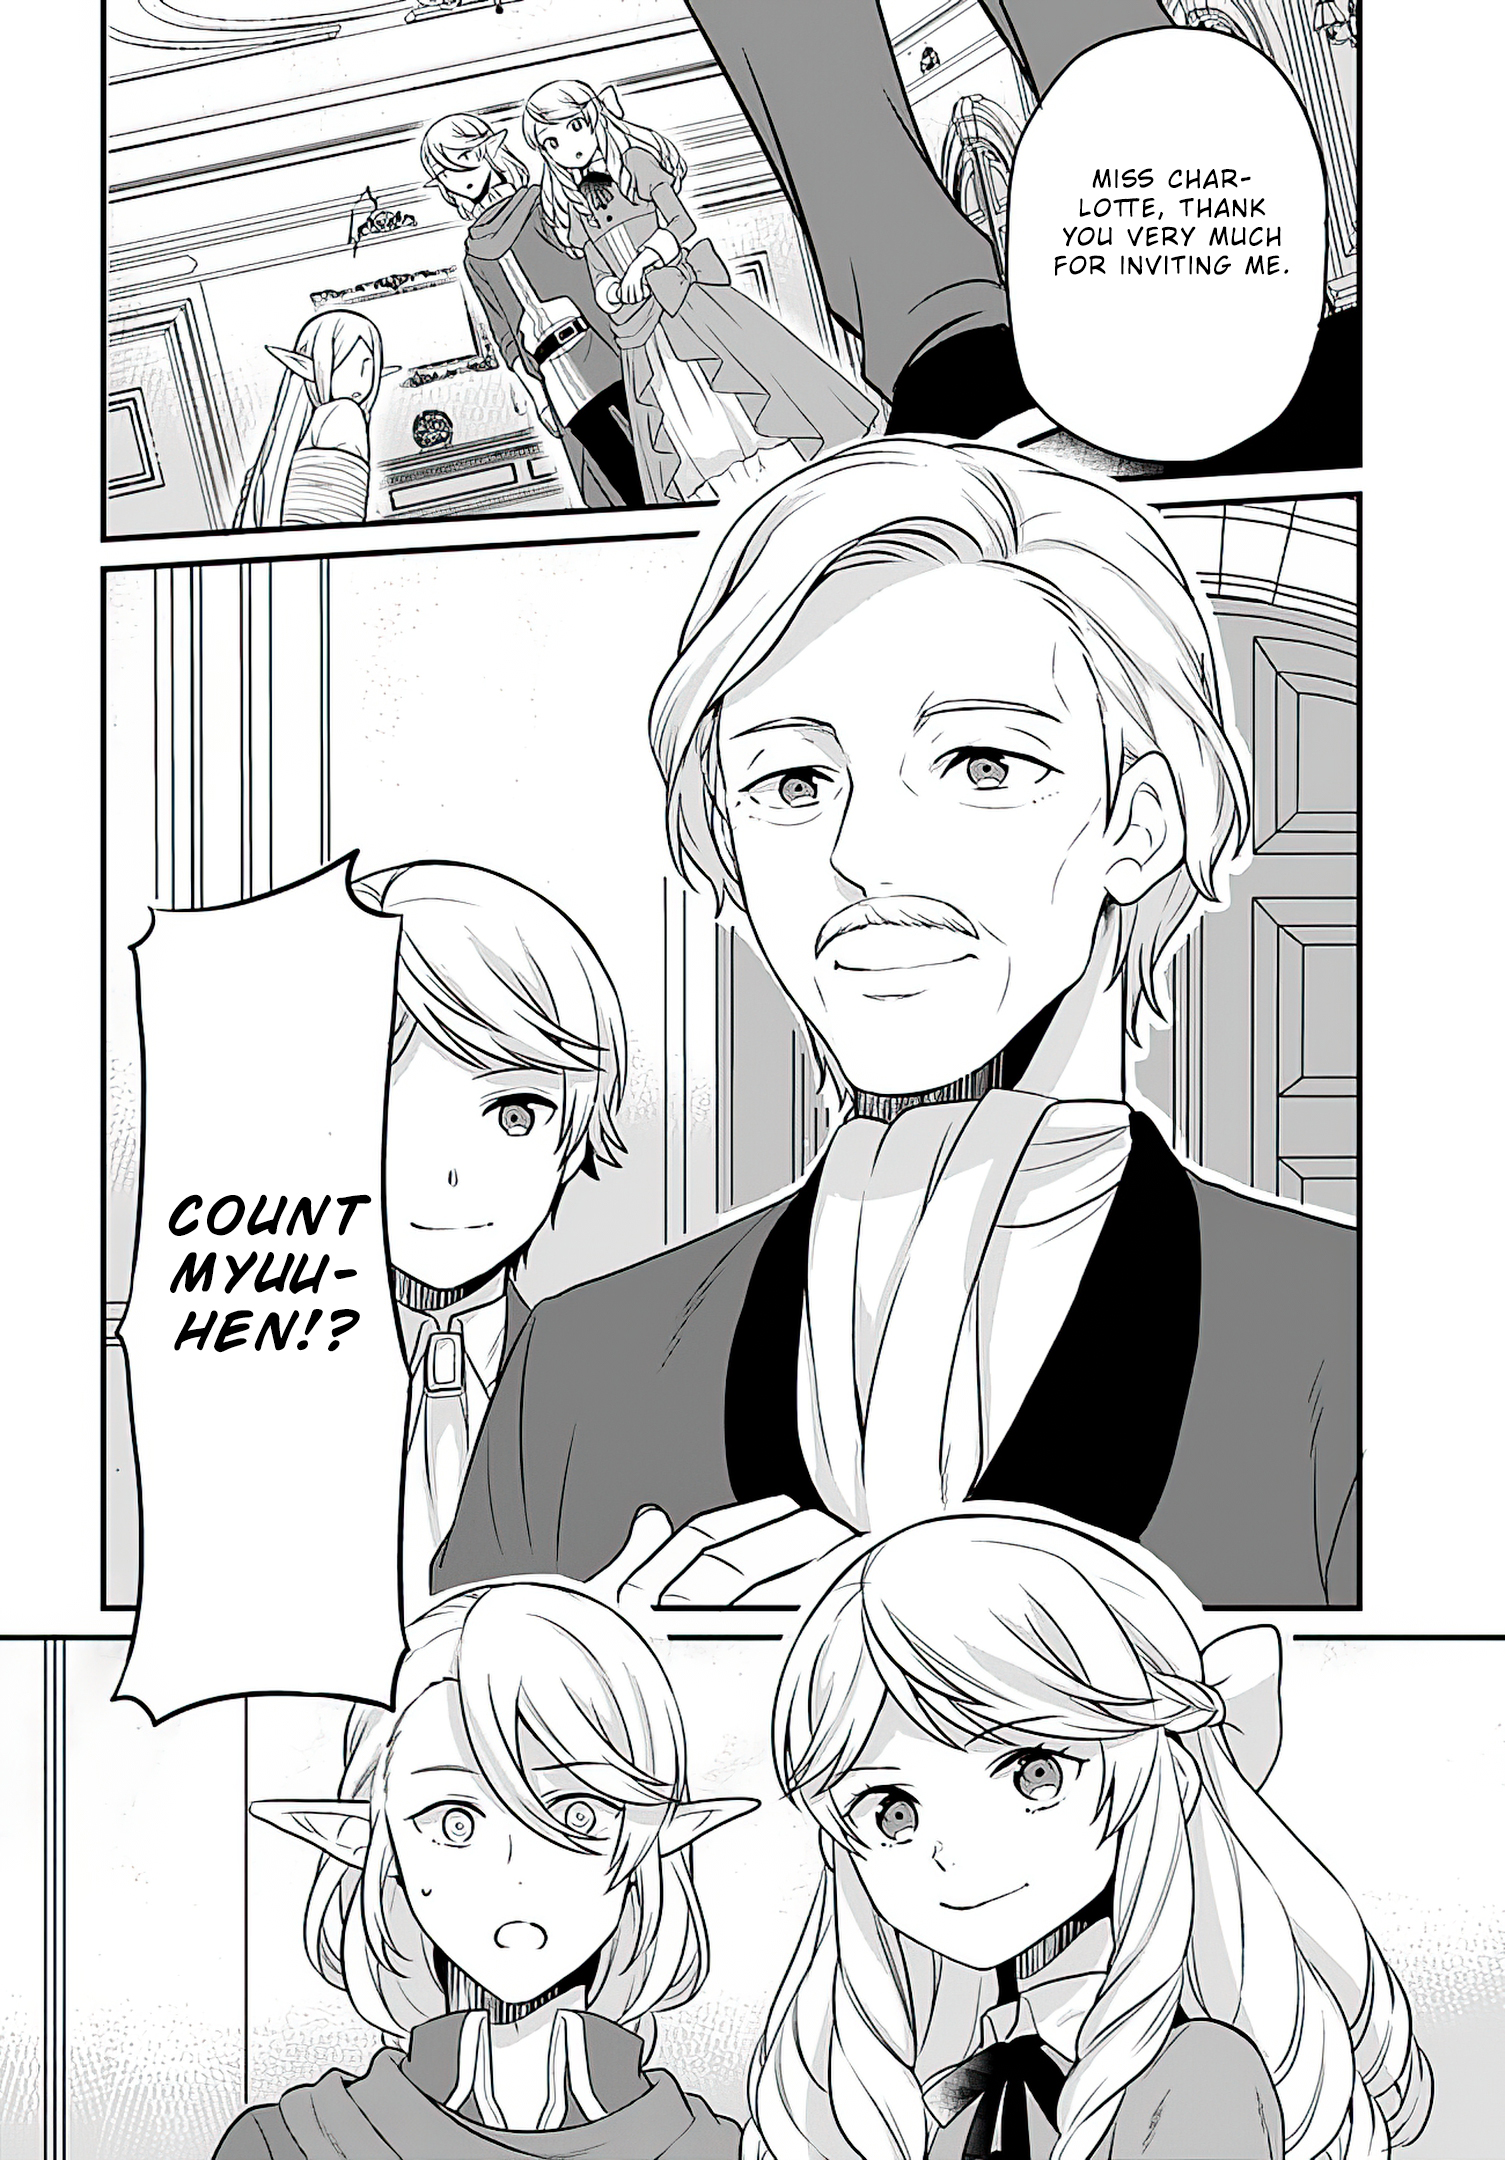 MISS CHAR-
LOTTE, THANK
YOU VERY MUCH
FOR INVITING ME.
COUNT
MYUU-
HEN!?